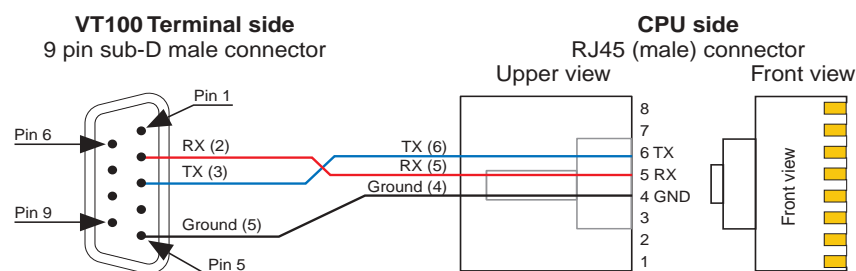 VT100 Terminal side
9 pin sub-D male connector
CPU side
RJ45 (male) connector
Upper view
Front view
Pin 1
Pin 6
RX (2)
TX (3)
Pin 9
Ground (5)
Pin 5
TX (6)
RX (5)
Ground (4)
8
7
6 TX
5 RX
4 GND
3
2
1
Front view